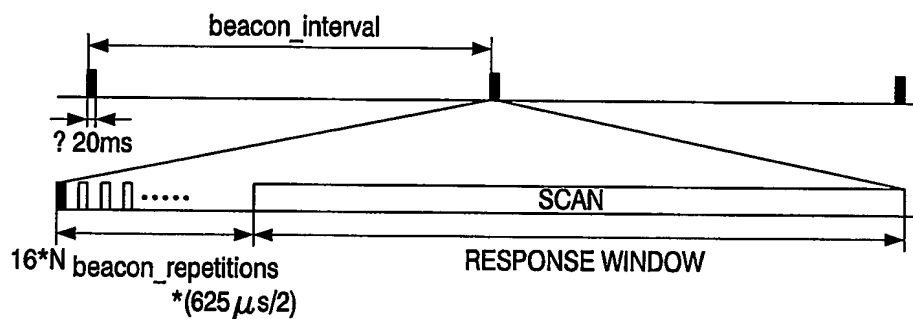 beacon_interval
? 20ms
SCAN
16*N beacon_repetitions
*(625μs/2)
RESPONSE WINDOW